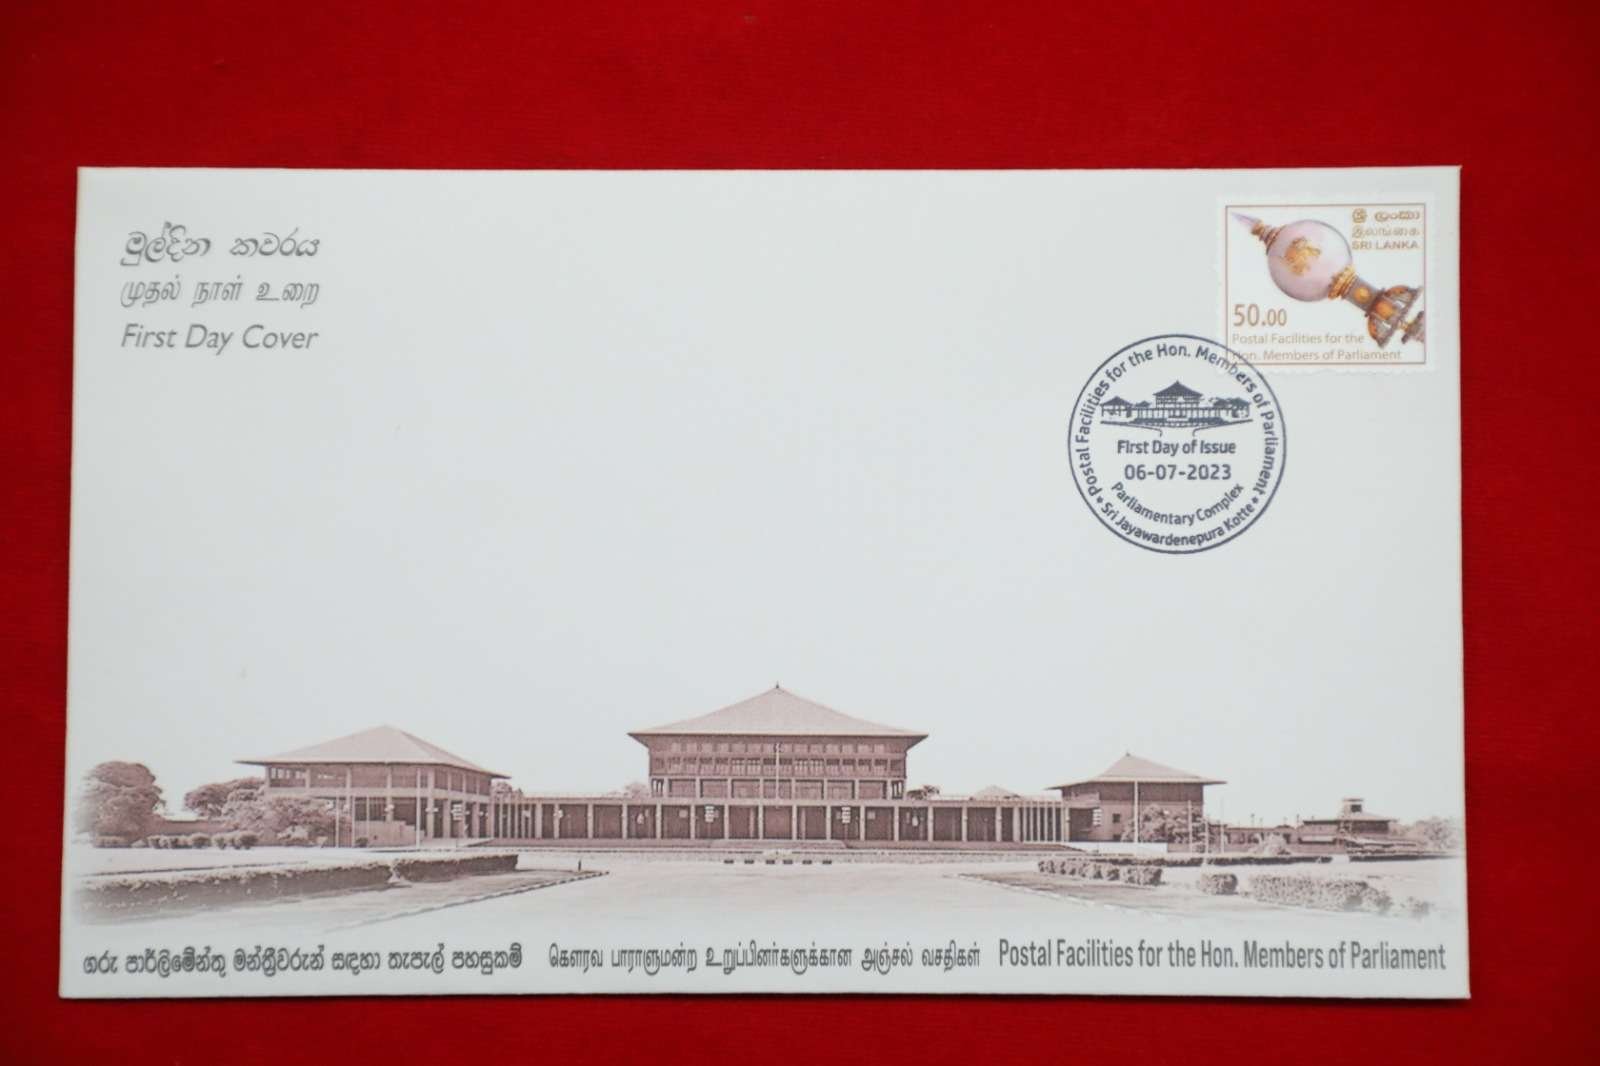 මුල්දින කවරය
முதல் நாள் உறை
First Day Cover
ශ්‍රී ලංකා
இலங்கை
SRI LANKA
50.00
Postal Facilities for the
Hon. Members of Parliament
Postal Facilities for the Hon. Members of Parliament
First Day of Issue
06-07-2023
Parliamentary Complex
Sri Jayawardenepura Kotte
ගරු පාර්ලිමේන්තු මන්ත්‍රීවරුන් සඳහා තැපැල් පහසුකම් கௌரவ பாராளுமன்ற உறுப்பினர்களுக்கான அஞ்சல் வசதிகள் Postal Facilities for the Hon. Members of Parliament